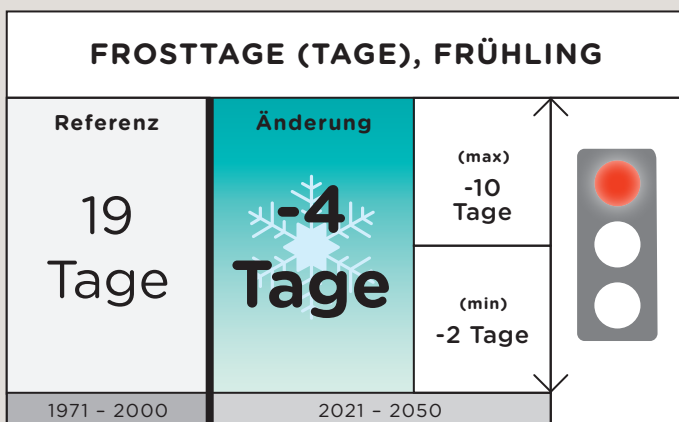 FROSTTAGE (TAGE), FRÜHLING
Referenz
19
Tage
Änderung
-4
Tage
(max)
-10
Tage
(min)
-2 Tage
1971 – 2000
2021 – 2050